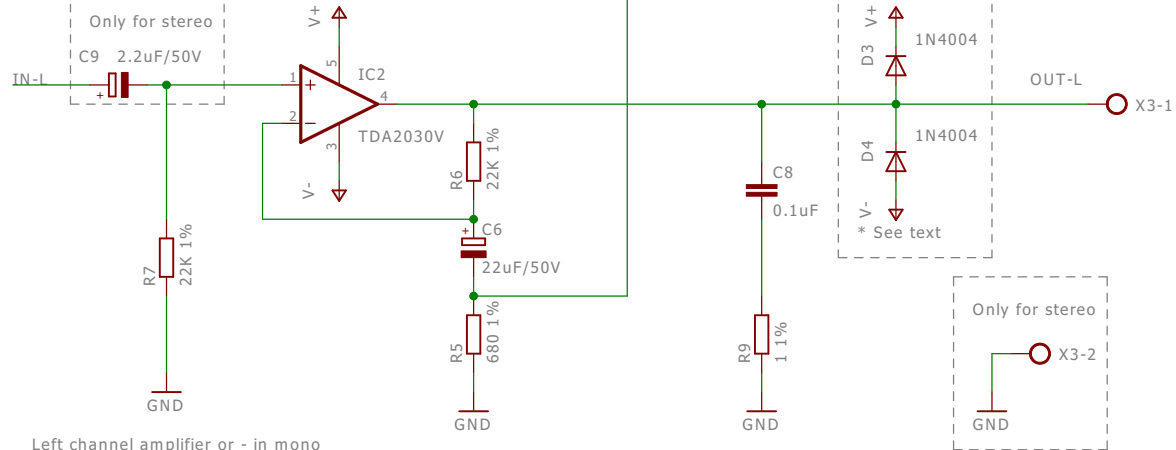 Only for stereo
C9 2.2uF/50V
IN-L
+
V+
5
IC2
1
+
4
2
−
TDA2030V
3
V-
R6
22K 1%
R7
22K 1%
+
C6
22uF/50V
R5
680 1%
GND
GND
C8
0.1uF
R9
1 1%
GND
V+
D3
1N4004
OUT-L
X3-1
D4
1N4004
V-
* See text
Only for stereo
X3-2
GND
Left channel amplifier or - in mono